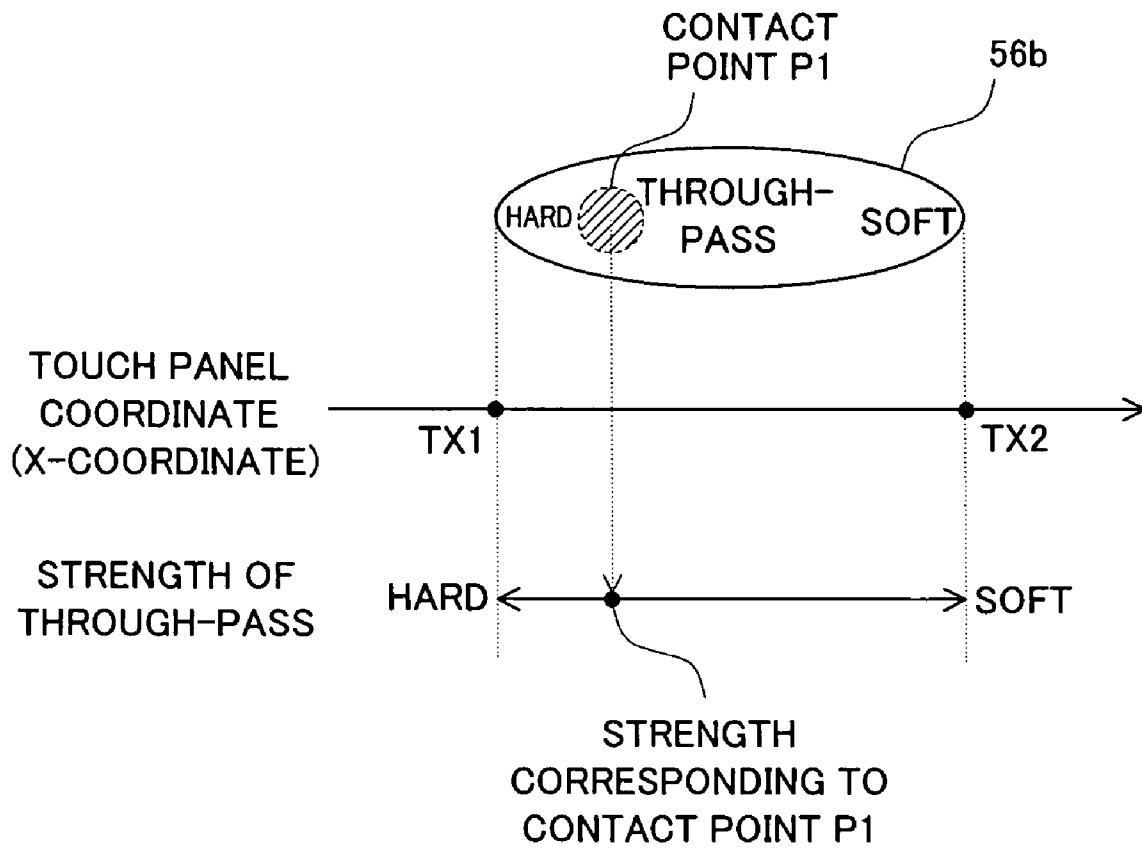 CONTACT
POINT P1
56b
HARD
THROUGH-
PASS
SOFT
TOUCH PANEL
COORDINATE
(X-COORDINATE)
TX1
TX2
STRENGTH OF
THROUGH-PASS
HARD
SOFT
STRENGTH
CORRESPONDING TO
CONTACT POINT P1